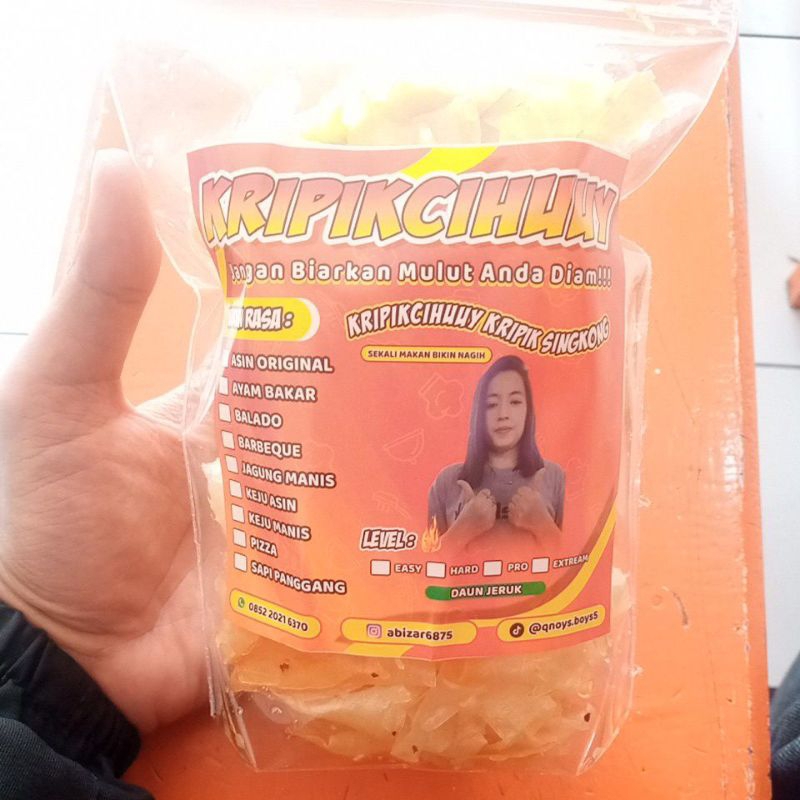 KRIPIKCIHUUY
Jangan Biarkan Mulut Anda Diam!!!
RASA :
KRIPIKCIHUUY KRIPIK SINGKONG
SEKALI MAKAN BIKIN NAGIH
ASIN ORIGINAL
AYAM BAKAR
BALADO
BARBEQUE
JAGUNG MANIS
KEJU ASIN
KEJU MANIS
PIZZA
SAPI PANGGANG
LEVEL :
EASY HARD PRO EXTREAM
DAUN JERUK
0852 2021 6370
abizar6875
@qnoys.boys5